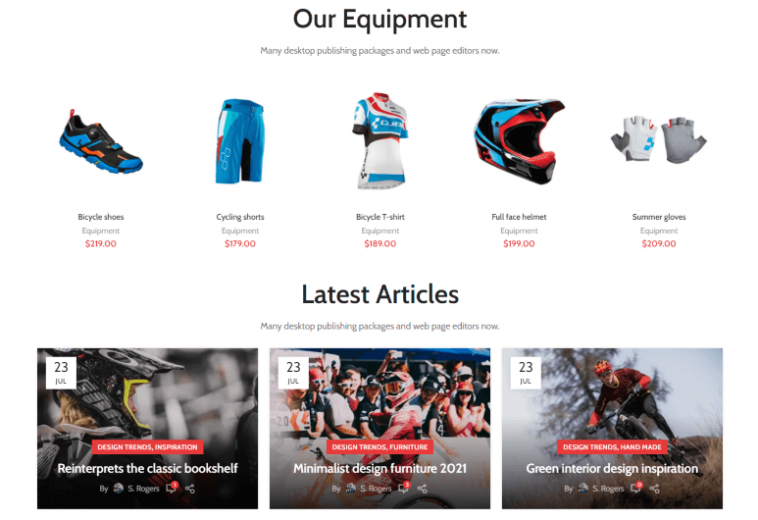 Our Equipment
Many desktop publishing packages and web page editors now.
Bicycle shoes
Equipment
$219.00
Cycling shorts
Equipment
$179.00
Bicycle T-shirt
Equipment
$189.00
Full face helmet
Equipment
$199.00
Summer gloves
Equipment
$209.00
Latest Articles
Many desktop publishing packages and web page editors now.
23
JUL
DESIGN TRENDS, INSPIRATION
Reinterprets the classic bookshelf
By S. Rogers
23
JUL
DESIGN TRENDS, FURNITURE
Minimalist design furniture 2021
By S. Rogers
23
JUL
DESIGN TRENDS, HAND MADE
Green interior design inspiration
By S. Rogers